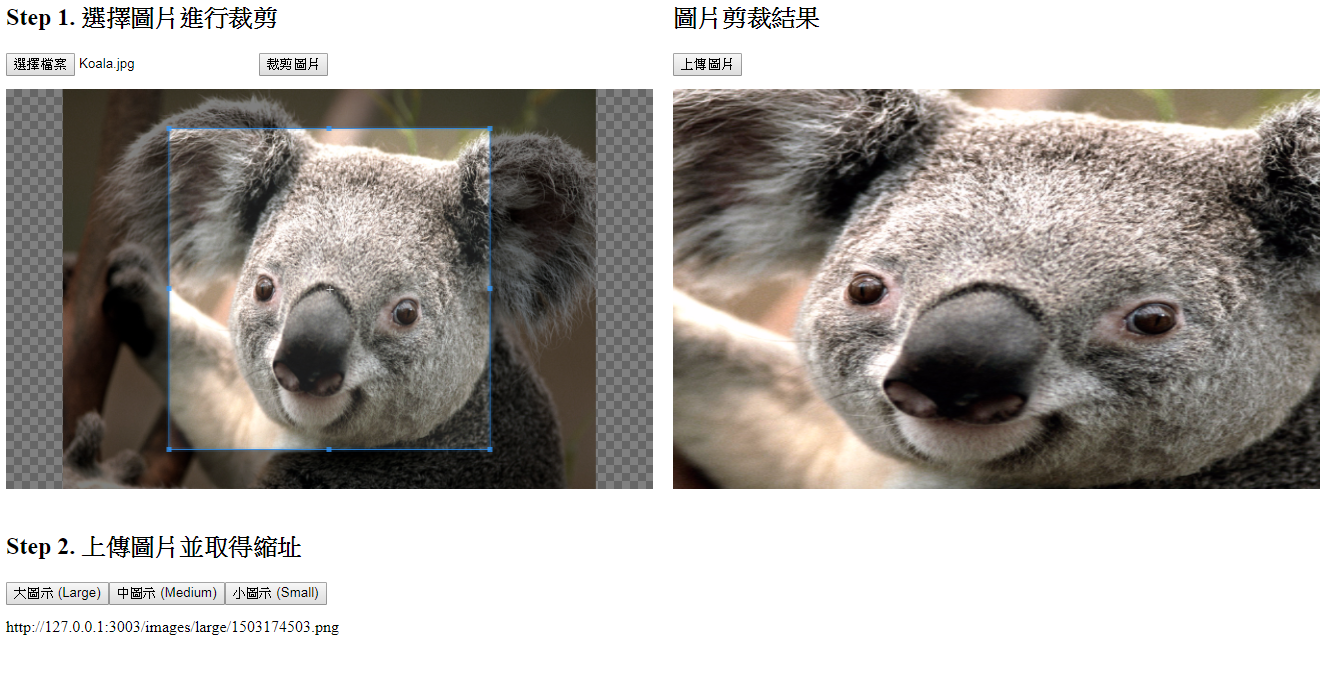 Step 1. 選擇圖片進行裁剪
選擇檔案 Koala.jpg 裁剪圖片
圖片剪裁結果
上傳圖片
Step 2. 上傳圖片並取得縮址
大圖示 (Large) 中圖示 (Medium) 小圖示 (Small)
http://127.0.0.1:3003/images/large/1503174503.png